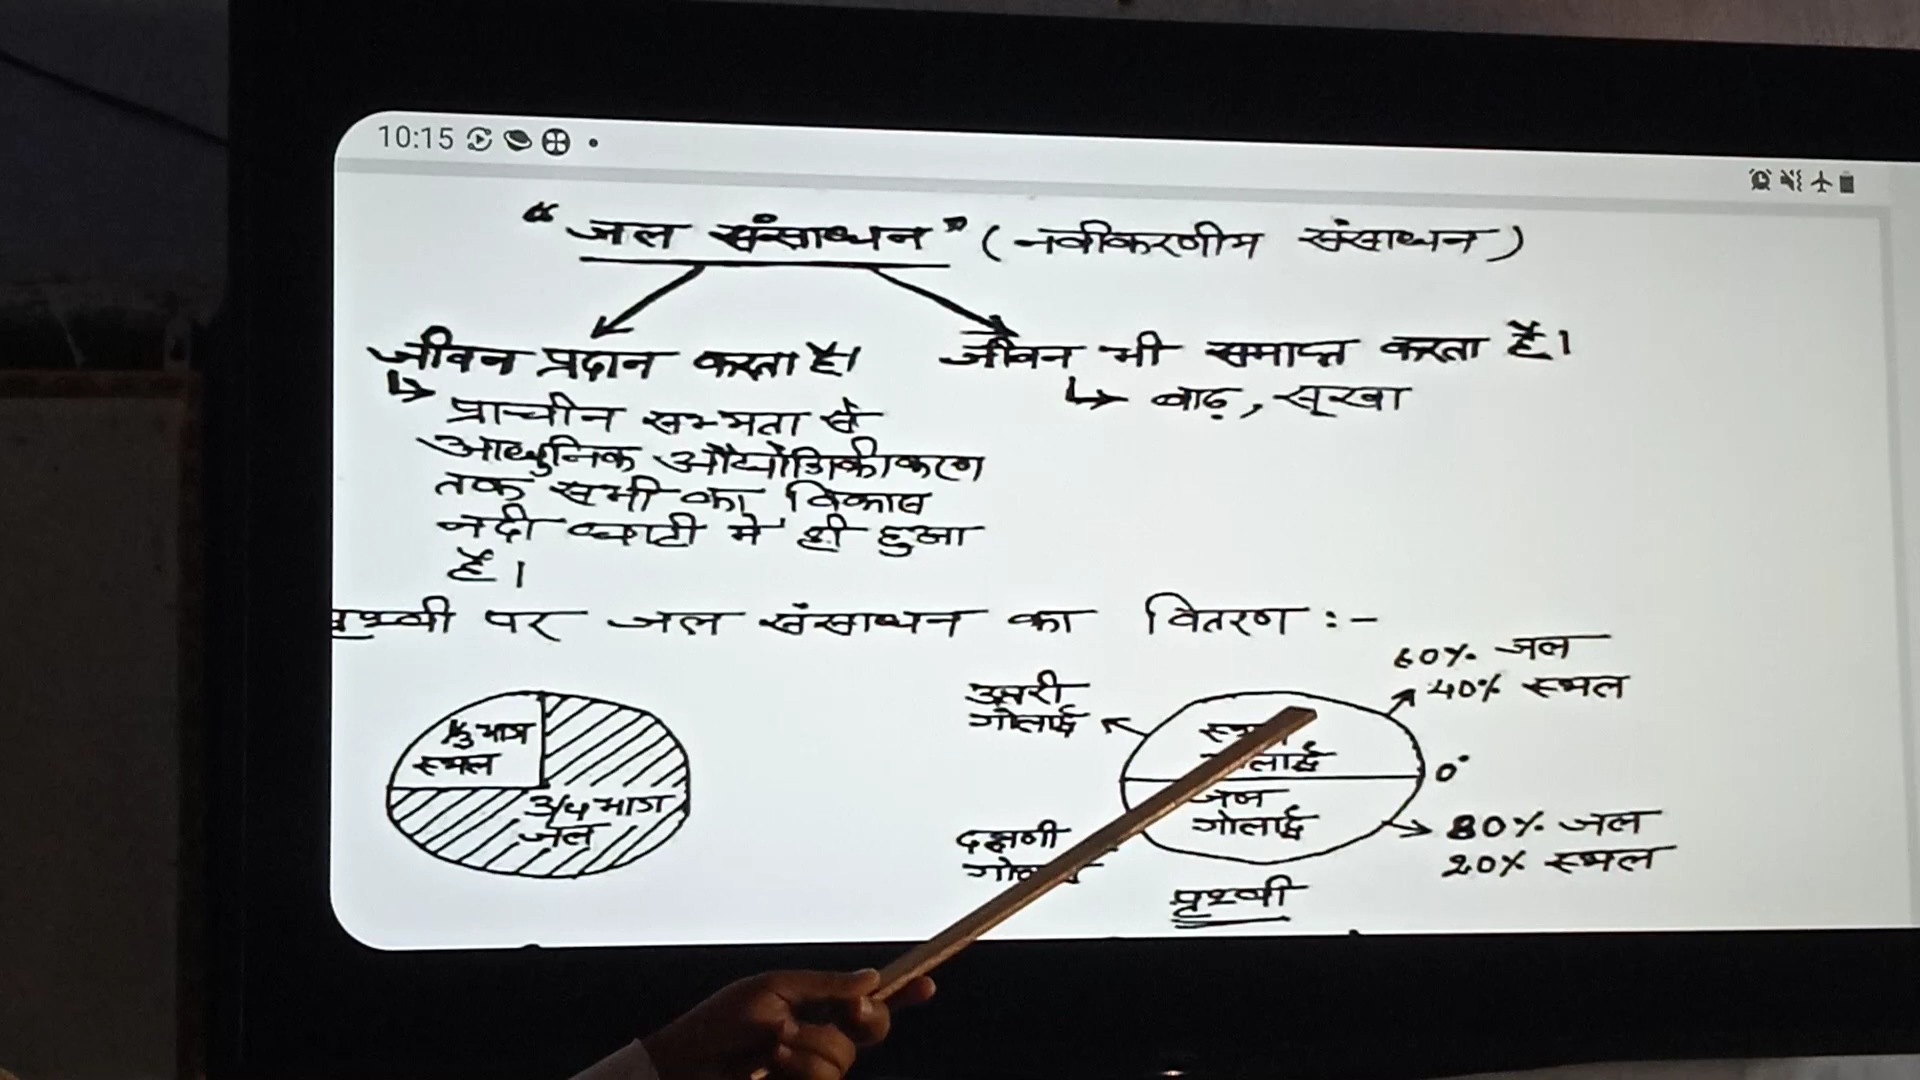 10:15
"जल संसाधन" (नवीकरणीय संसाधन)
जीवन प्रदान करता है।
जीवन भी समाप्त करता है।
↳ प्राचीन सभ्यता से
आधुनिक औद्योगिकीकरण
तक सभी का विकास
नदी घाटी में ही हुआ
है।
↳ बाढ़, सूखा
पृथ्वी पर जल संसाधन का वितरण :-
भाग
स्थल
3/4 भाग
जल
उत्तरी
गोलार्द्ध
60% जल
40% स्थल
0°
जल
गोलार्द्ध
दक्षणी
80% जल
20% स्थल
पृथ्वी